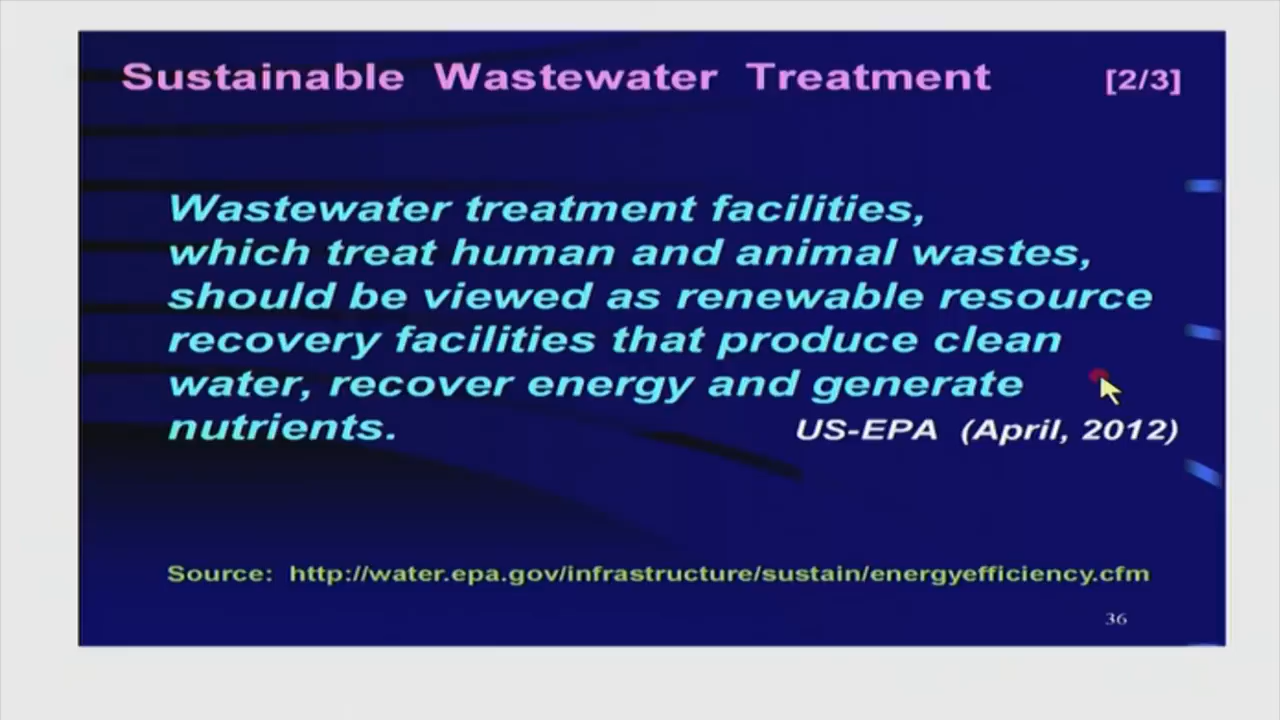 Sustainable Wastewater Treatment [2/3]
Wastewater treatment facilities,
which treat human and animal wastes,
should be viewed as renewable resource
recovery facilities that produce clean
water, recover energy and generate
nutrients. US-EPA (April, 2012)
Source: http://water.epa.gov/infrastructure/sustain/energyefficiency.cfm
36